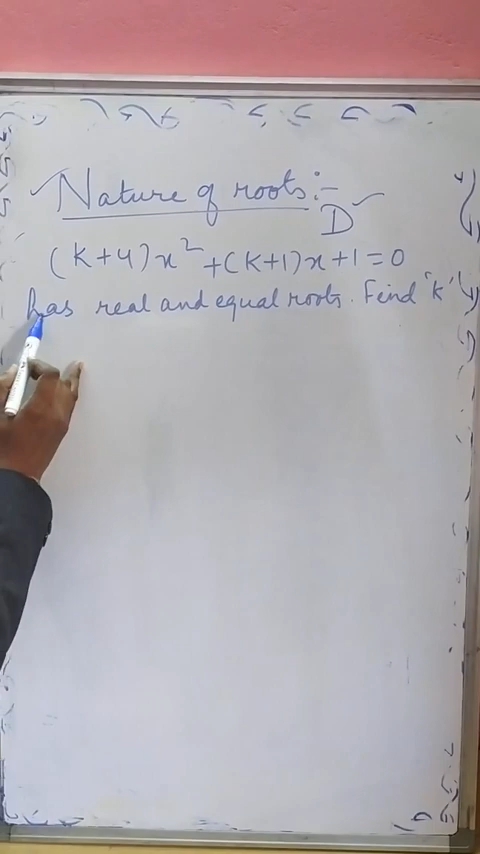 Nature of roots:-
D
(K+4)x²+(K+1)x+1=0
has real and equal roots. Find "K"